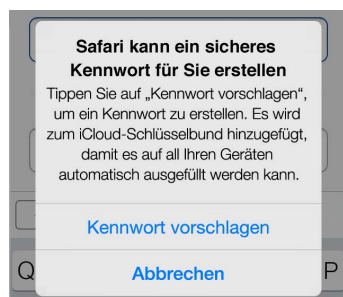 Safari kann ein sicheres
Kennwort für Sie erstellen
Tippen Sie auf „Kennwort vorschlagen“,
um ein Kennwort zu erstellen. Es wird
zum iCloud-Schlüsselbund hinzugefügt,
damit es auf all Ihren Geräten
automatisch ausgefüllt werden kann.
Kennwort vorschlagen
Abbrechen
Q P